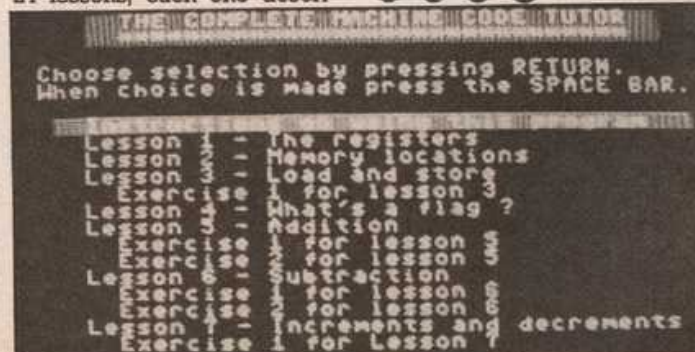 THE COMPLETE MACHINE CODE TUTOR
Choose selection by pressing RETURN.
When choice is made press the SPACE BAR.
Lesson 1 - The registers
Lesson 2 - Memory locations
Lesson 3 - Load and store
Exercise 1 for lesson 3
Lesson 4 - What's a flag ?
Lesson 5 - Addition
Exercise 1 for lesson 5
Exercise 2 for lesson 5
Lesson 6 - Subtraction
Exercise 1 for lesson 6
Exercise 2 for lesson 6
Lesson 7 - Increments and decrements
Exercise 1 for Lesson 7